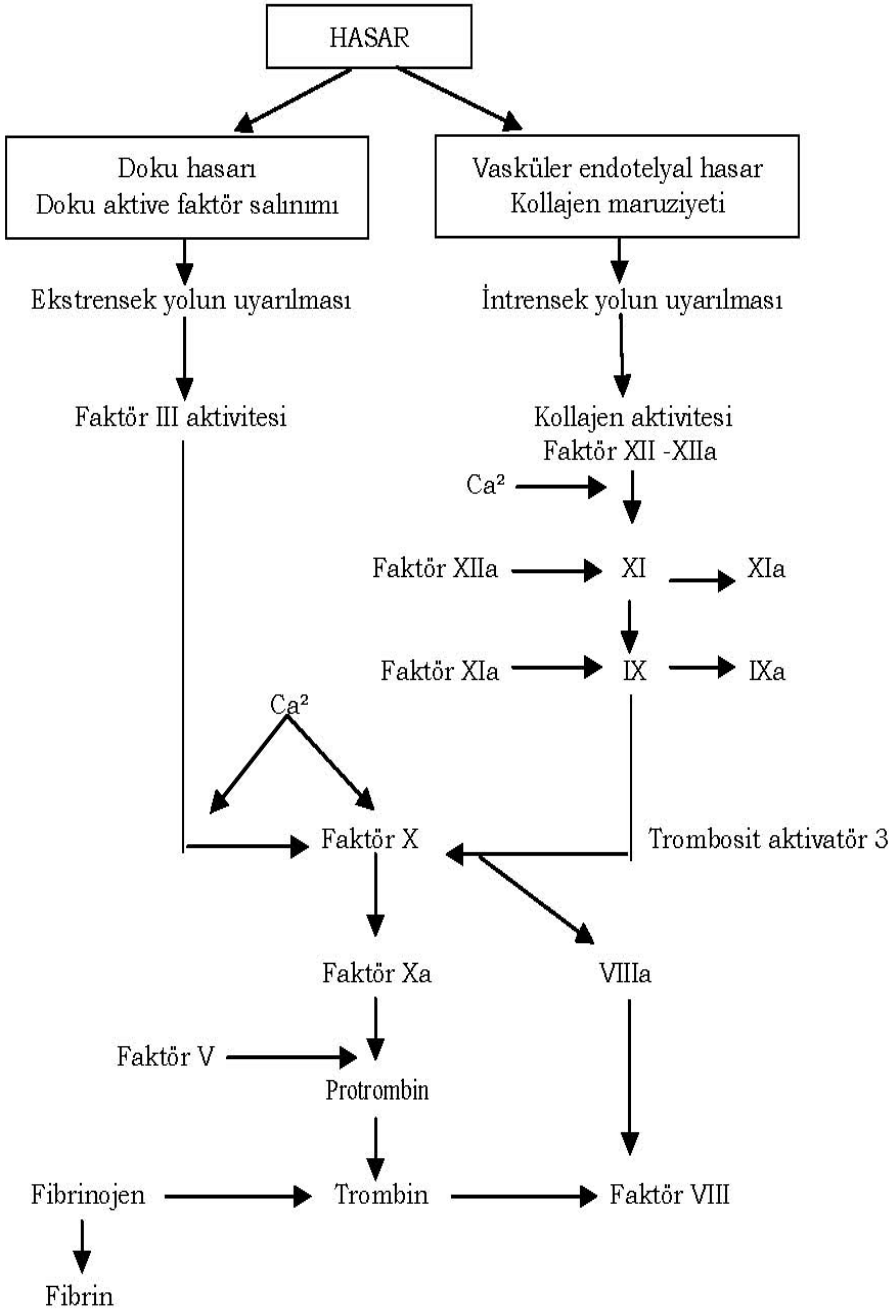 HASAR
Doku hasarı
Doku aktive faktör salınımı
Vasküler endotelyal hasar
Kollajen maruziyeti
Ekstrensek yolun uyarılması
İntrensek yolun uyarılması
Faktör III aktivitesi
Kollajen aktivitesi
Faktör XII -XIIa
Ca²
Faktör XIIa
XI
XIa
Faktör XIa
IX
IXa
Ca²
Faktör X
Trombosit aktivatör 3
Faktör Xa
VIIIa
Faktör V
Protrombin
Fibrinojen
Trombin
Faktör VIII
Fibrin